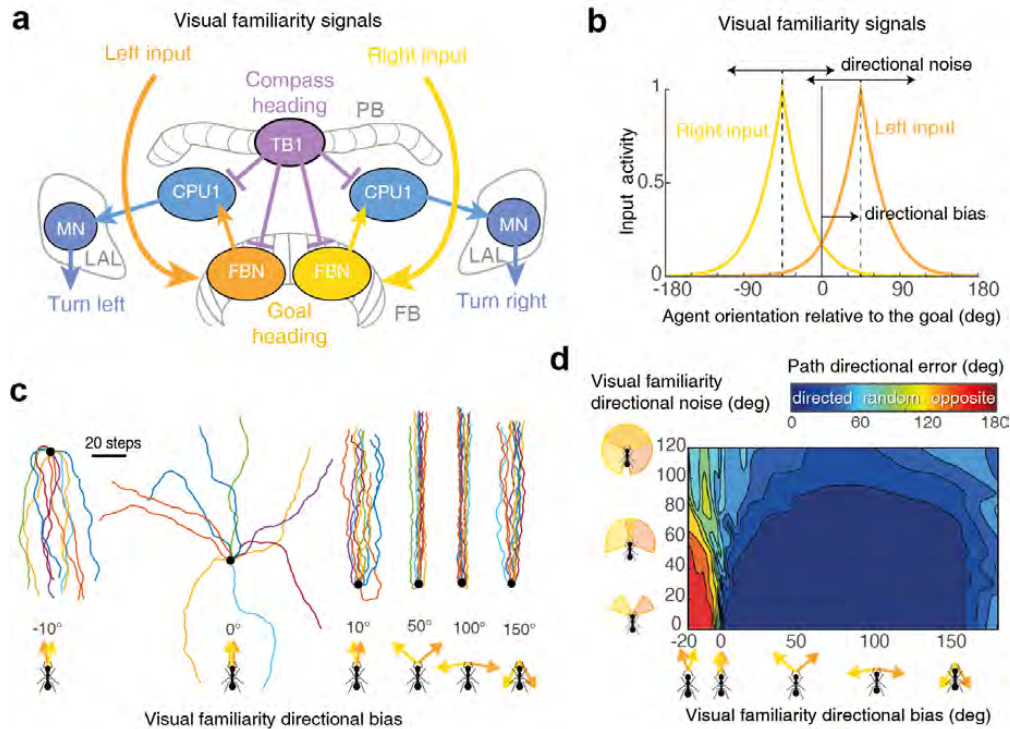 a
Visual familiarity signals
Left input
Right input
Compass
heading
PB
TB1
CPU1
CPU1
MN
MN
LAL
LAL
FBN
FBN
Turn left
Goal
heading
FB
Turn right
b
Visual familiarity signals
directional noise
1
Right input
Left input
Input activity
0.5
directional bias
0
-180
-90
0
90
180
Agent orientation relative to the goal (deg)
c
20 steps
-10°
0°
10°
50°
100°
150°
Visual familiarity directional bias
d
Visual familiarity
directional noise (deg)
Path directional error (deg)
directed random opposite
0
60
120
180
120
100
80
60
40
20
0
-20
0
50
100
150
Visual familiarity directional bias (deg)